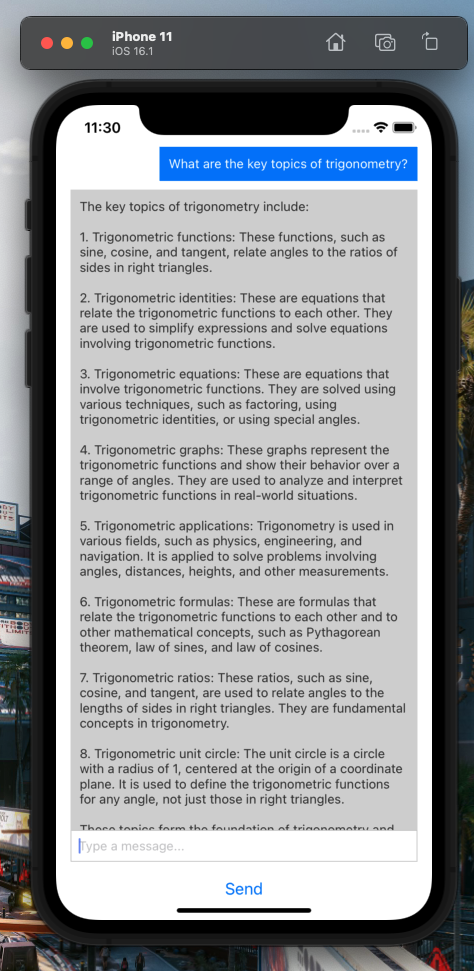 iPhone 11
iOS 16.1
11:30
What are the key topics of trigonometry?
The key topics of trigonometry include:
1. Trigonometric functions: These functions, such as
sine, cosine, and tangent, relate angles to the ratios of
sides in right triangles.
2. Trigonometric identities: These are equations that
relate the trigonometric functions to each other. They
are used to simplify expressions and solve equations
involving trigonometric functions.
3. Trigonometric equations: These are equations that
involve trigonometric functions. They are solved using
various techniques, such as factoring, using
trigonometric identities, or using special angles.
4. Trigonometric graphs: These graphs represent the
trigonometric functions and show their behavior over a
range of angles. They are used to analyze and interpret
trigonometric functions in real-world situations.
5. Trigonometric applications: Trigonometry is used in
various fields, such as physics, engineering, and
navigation. It is applied to solve problems involving
angles, distances, heights, and other measurements.
6. Trigonometric formulas: These are formulas that
relate the trigonometric functions to each other and to
other mathematical concepts, such as Pythagorean
theorem, law of sines, and law of cosines.
7. Trigonometric ratios: These ratios, such as sine,
cosine, and tangent, are used to relate angles to the
lengths of sides in right triangles. They are fundamental
concepts in trigonometry.
8. Trigonometric unit circle: The unit circle is a circle
with a radius of 1, centered at the origin of a coordinate
plane. It is used to define the trigonometric functions
for any angle, not just those in right triangles.
These topics form the foundation of trigonometry and
Type a message...
Send